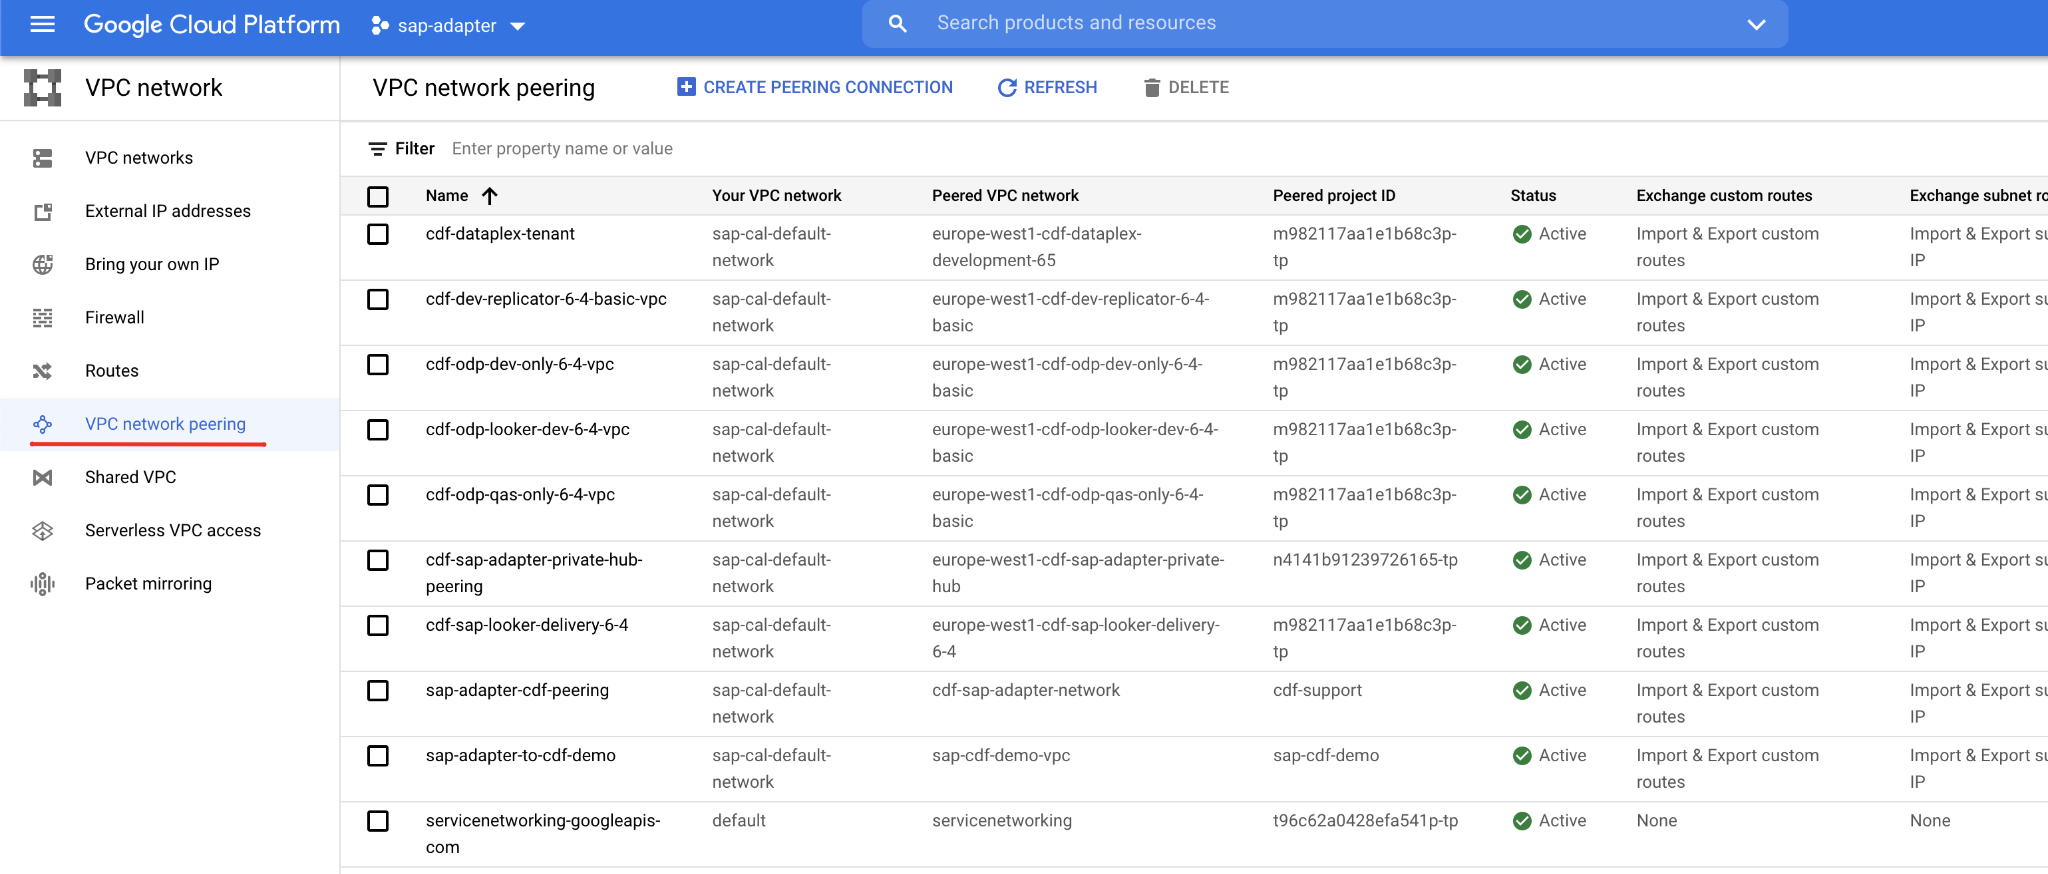 Google Cloud Platform
sap-adapter
Search products and resources
VPC network
VPC networks
External IP addresses
Bring your own IP
Firewall
Routes
VPC network peering
Shared VPC
Serverless VPC access
Packet mirroring
VPC network peering
CREATE PEERING CONNECTION
REFRESH
DELETE
Filter Enter property name or value
Name Your VPC network Peered VPC network Peered project ID Status Exchange custom routes Exchange subnet ro
cdf-dataplex-tenant sap-cal-default- europe-west1-cdf-dataplex- m982117aa1e1b68c3p- Active Import & Export custom Import & Export su
network development-65 tp routes IP
cdf-dev-replicator-6-4-basic-vpc sap-cal-default- europe-west1-cdf-dev-replicator-6-4- m982117aa1e1b68c3p- Active Import & Export custom Import & Export su
network basic tp routes IP
cdf-odp-dev-only-6-4-vpc sap-cal-default- europe-west1-cdf-odp-dev-only-6-4- m982117aa1e1b68c3p- Active Import & Export custom Import & Export su
network basic tp routes IP
cdf-odp-looker-dev-6-4-vpc sap-cal-default- europe-west1-cdf-odp-looker-dev-6-4- m982117aa1e1b68c3p- Active Import & Export custom Import & Export su
network basic tp routes IP
cdf-odp-qas-only-6-4-vpc sap-cal-default- europe-west1-cdf-odp-qas-only-6-4- m982117aa1e1b68c3p- Active Import & Export custom Import & Export su
network basic tp routes IP
cdf-sap-adapter-private-hub- sap-cal-default- europe-west1-cdf-sap-adapter-private- n4141b91239726165-tp Active Import & Export custom Import & Export su
peering network hub routes IP
cdf-sap-looker-delivery-6-4 sap-cal-default- europe-west1-cdf-sap-looker-delivery- m982117aa1e1b68c3p- Active Import & Export custom Import & Export su
network 6-4 tp routes IP
sap-adapter-cdf-peering sap-cal-default- cdf-sap-adapter-network cdf-support Active Import & Export custom Import & Export su
network routes IP
sap-adapter-to-cdf-demo sap-cal-default- sap-cdf-demo-vpc sap-cdf-demo Active Import & Export custom Import & Export su
network routes IP
servicenetworking-googleapis- default servicenetworking t96c62a0428efa541p-tp Active None None
com